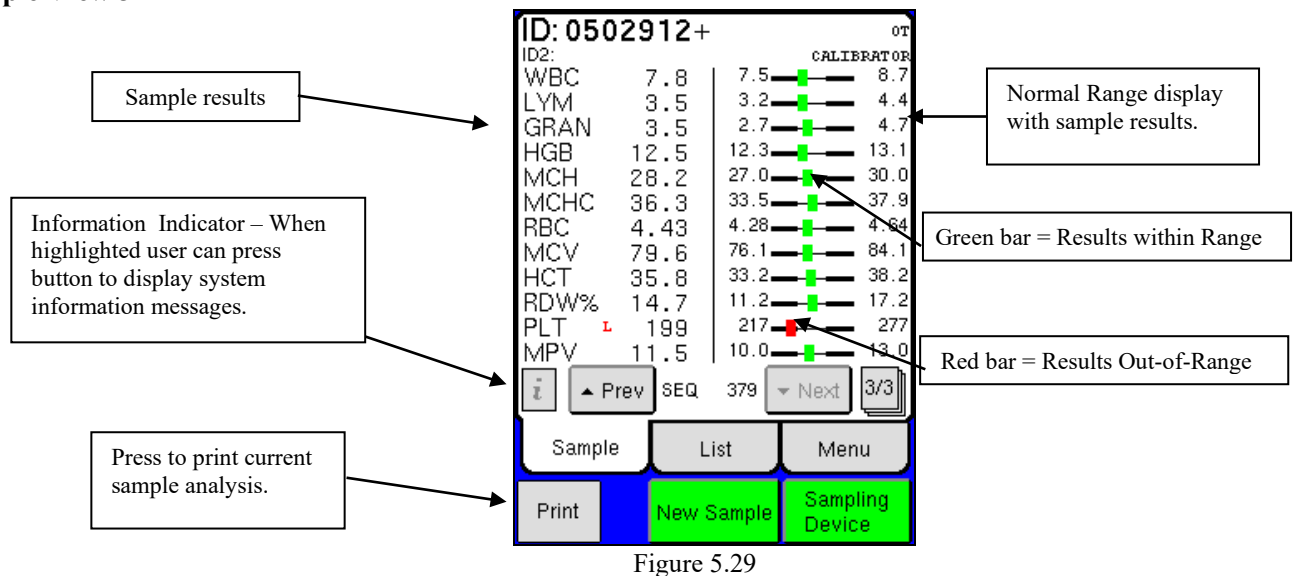 ID: 0502912+ OT
ID2: CALIBRATOR
WBC 7.8 7.5 8.7
LYM 3.5 3.2 4.4
GRAN 3.5 2.7 4.7
HGB 12.5 12.3 13.1
MCH 28.2 27.0 30.0
MCHC 36.3 33.5 37.9
RBC 4.43 4.28 4.64
MCV 79.6 76.1 84.1
HCT 35.8 33.2 38.2
RDW% 14.7 11.2 17.2
PLT L 199 217 277
MPV 11.5 10.0 13.0
i Prev SEQ 379 Next 3/3
Sample List Menu
Print New Sample Sampling
Device
Sample results
Information Indicator – When
highlighted user can press
button to display system
information messages.
Press to print current
sample analysis.
Normal Range display
with sample results.
Green bar = Results within Range
Red bar = Results Out-of-Range
Figure 5.29